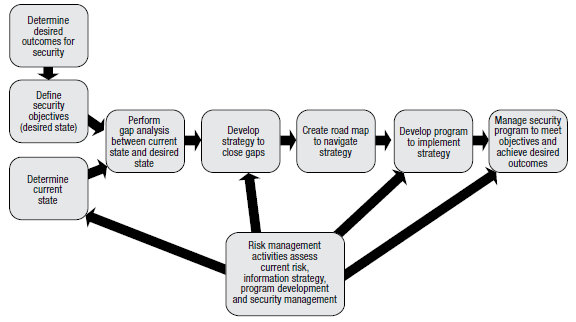 Determine
desired
outcomes for
security
Define
security
objectives
(desired state)
Determine
current
state
Perform
gap analysis
between current
state and desired
state
Develop
strategy to
close gaps
Create road map
to navigate
strategy
Develop program
to implement
strategy
Manage security
program to meet
objectives and
achieve desired
outcomes
Risk management
activities assess
current risk,
information strategy,
program development
and security management